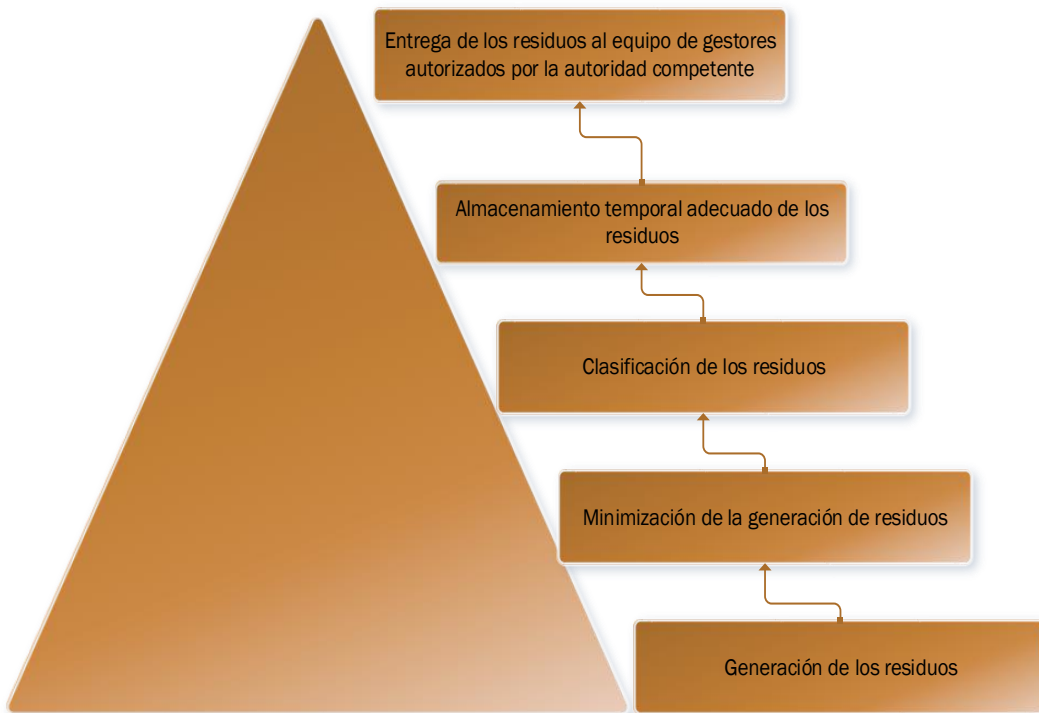 Entrega de los residuos al equipo de gestores
autorizados por la autoridad competente
Almacenamiento temporal adecuado de los
residuos
Clasificación de los residuos
Minimización de la generación de residuos
Generación de los residuos